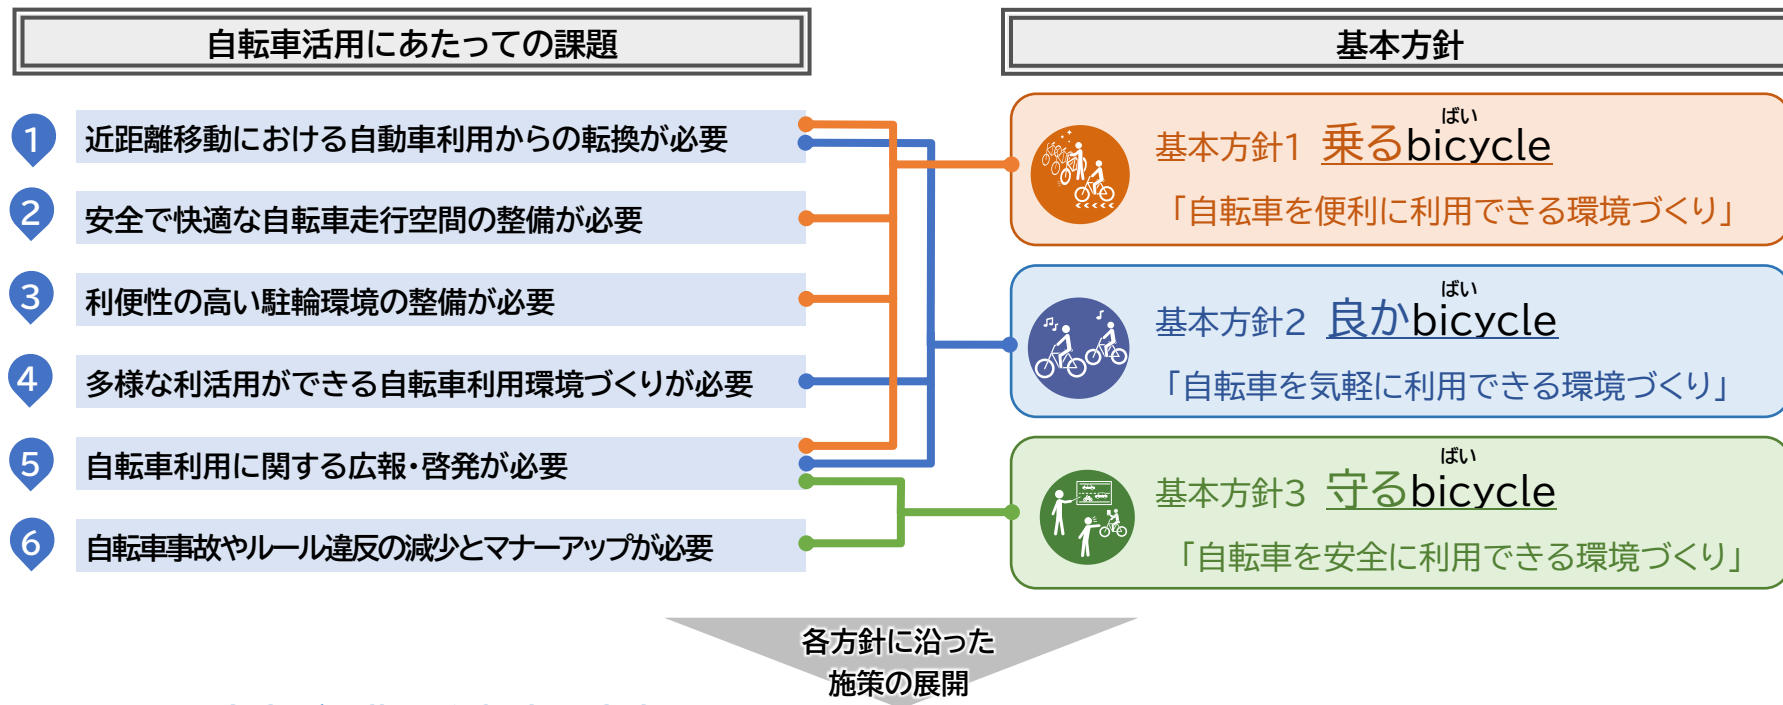 自転車活用にあたっての課題
1 近距離移動における自動車利用からの転換が必要
2 安全で快適な自転車走行空間の整備が必要
3 利便性の高い駐輪環境の整備が必要
4 多様な利活用ができる自転車利用環境づくりが必要
5 自転車利用に関する広報・啓発が必要
6 自転車事故やルール違反の減少とマナーアップが必要
基本方針
ばい
基本方針1 乗るbicycle
「自転車を便利に利用できる環境づくり」
ばい
基本方針2 良かbicycle
「自転車を気軽に利用できる環境づくり」
ばい
基本方針3 守るbicycle
「自転車を安全に利用できる環境づくり」
各方針に沿った
施策の展開